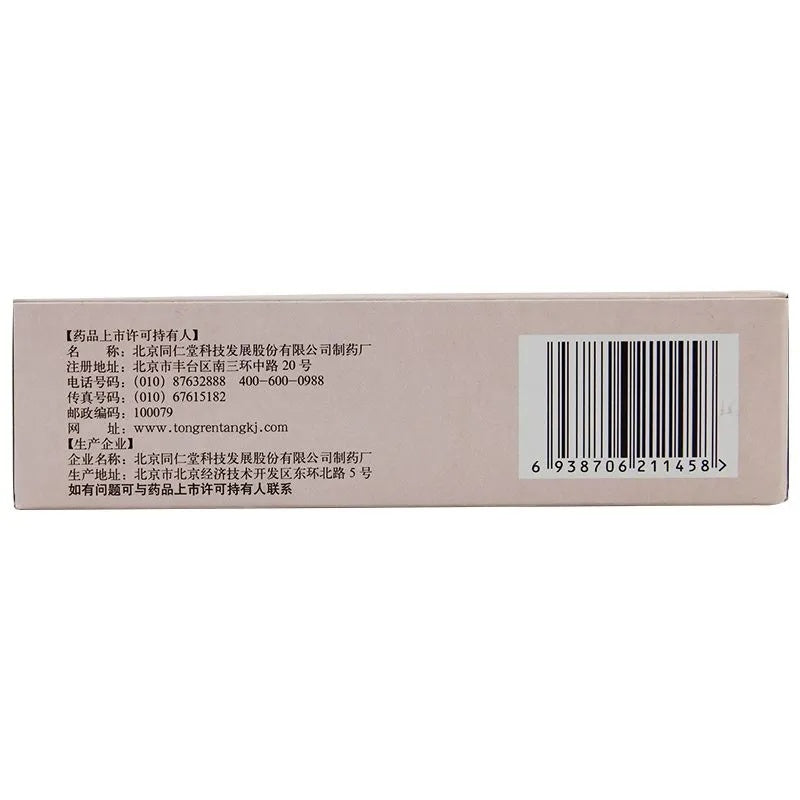 【药品上市许可持有人】
名　　称：北京同仁堂科技发展股份有限公司制药厂
注册地址：北京市丰台区南三环中路 20 号
电话号码：（010）87632888　400-600-0988
传真号码：（010）67615182
邮政编码：100079
网　　址：www.tongrentangkj.com
【生产企业】
企业名称：北京同仁堂科技发展股份有限公司制药厂
生产地址：北京市北京经济技术开发区东环北路 5 号
如有问题可与药品上市许可持有人联系
6 938706 211458 >